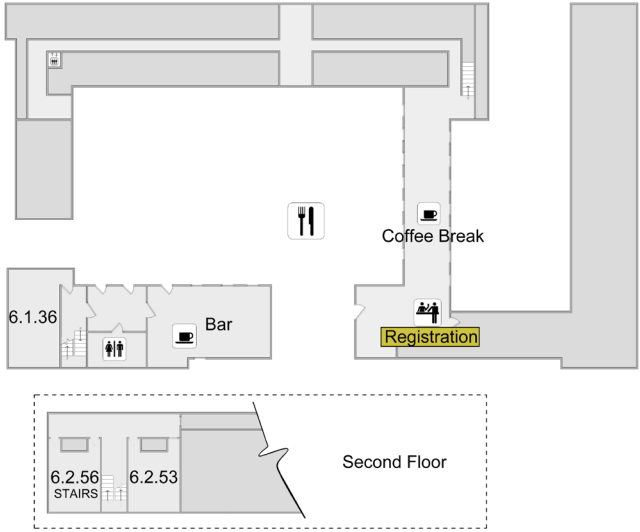 Coffee Break
6.1.36
Bar
Registration
Second Floor
6.2.56
STAIRS
6.2.53